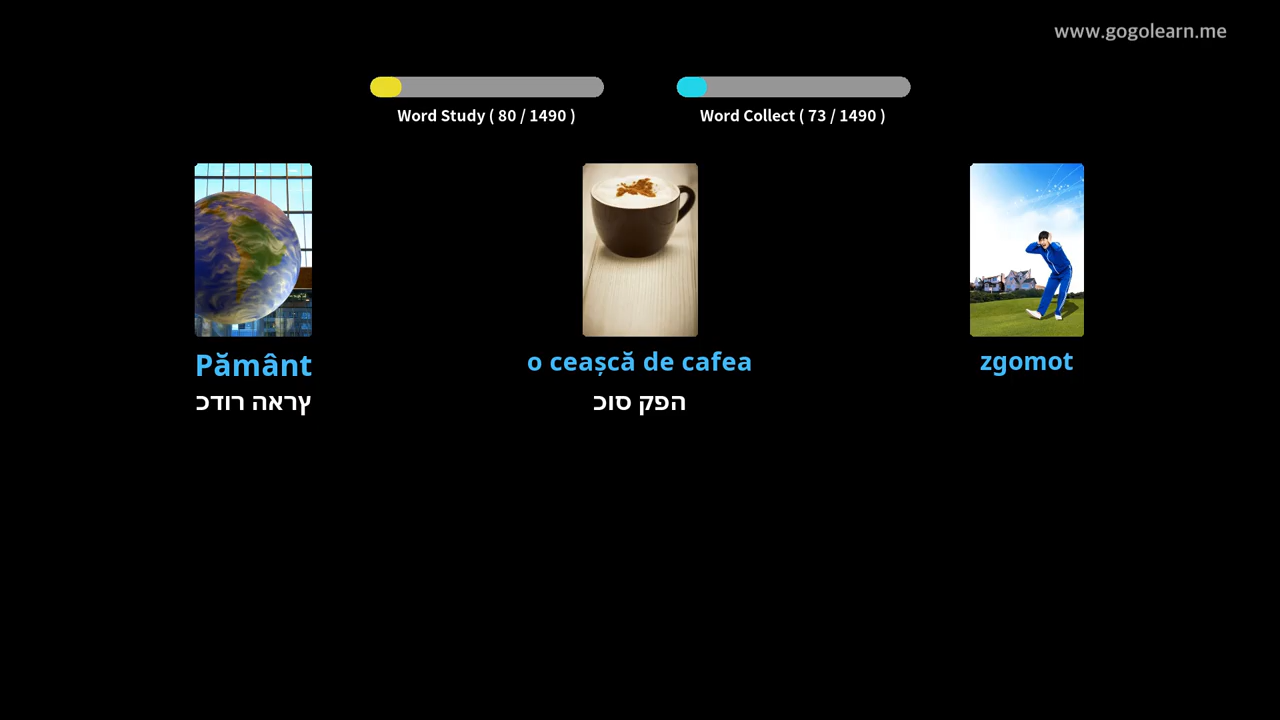 www.gogolearn.me
Word Study ( 80 / 1490 )
Word Collect ( 73 / 1490 )
Pământ
ץראה רודכ
o ceașcă de cafea
הפק סוכ
zgomot